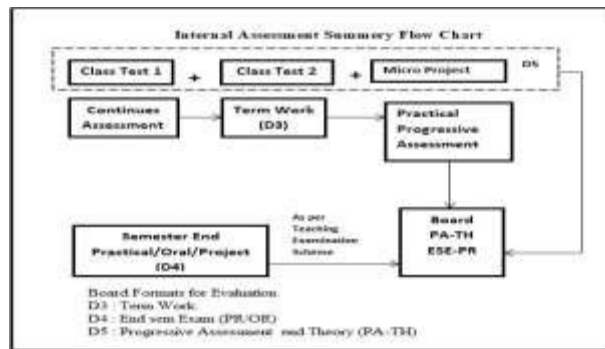 Internal Assessment Summary Flow Chart
Class Test 1 + Class Test 2 + Micro Project D5
Continues
Assessment
Term Work
(D3)
Practical
Progressive
Assessment
Semester End
Practical/Oral/Project
(D4)
As per
Teaching
Examination
Scheme
Board
PA-TH
ESE-PR
Board Formats for Evaluation
D3 : Term Work
D4 : End sem Exam (PR/OR)
D5 : Progressive Assessment and Theory (PA-TH)